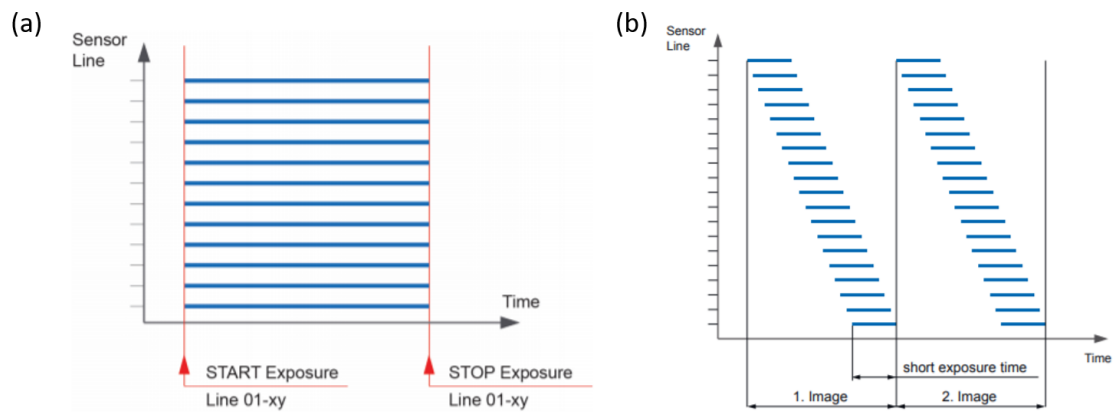 (a)
Sensor
Line
Time
START Exposure
Line 01-xy
STOP Exposure
Line 01-xy
(b)
Sensor
Line
Time
short exposure time
1. Image
2. Image